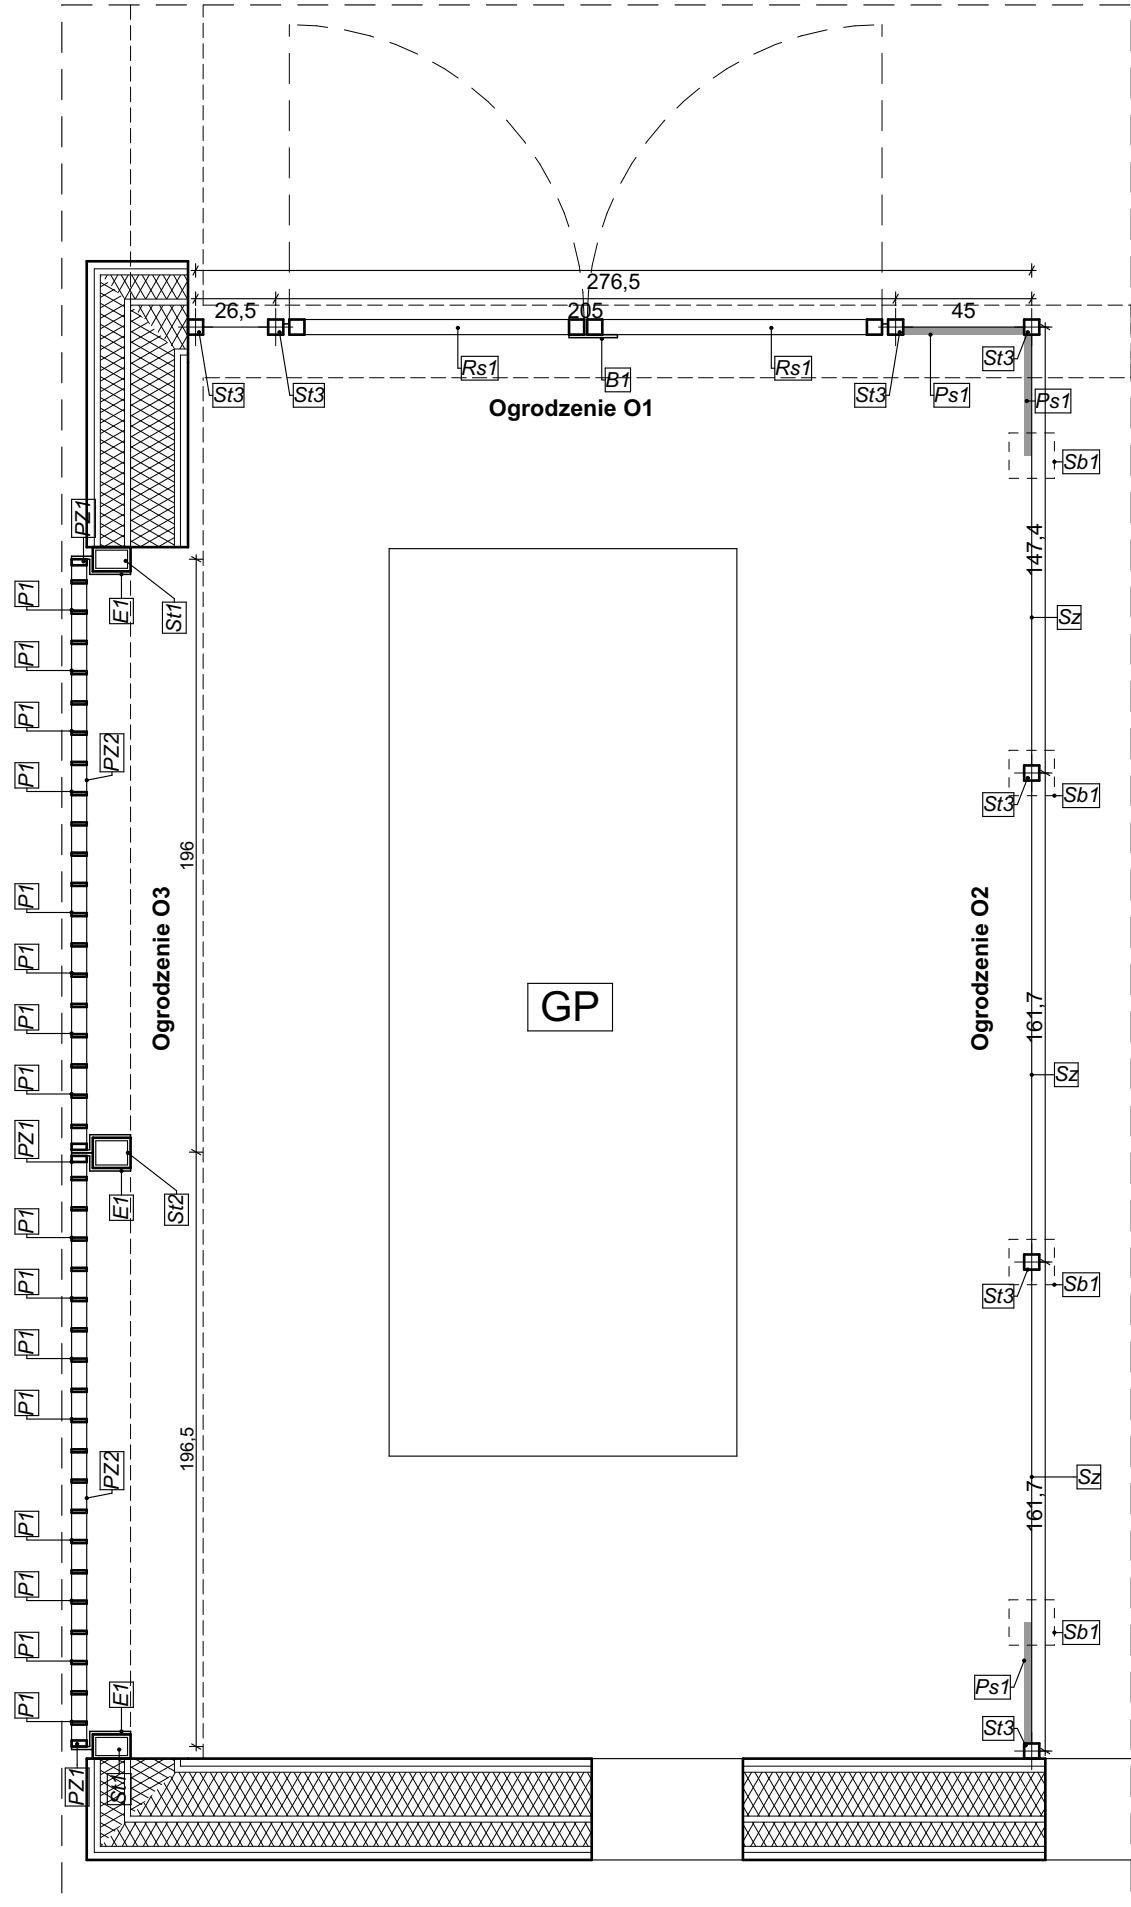 276,5
26,5
205
45
Rs1
B1
Rs1
St3
St3
St3
St3
Ps1
Ps1
Ogrodzenie O1
Sb1
PZ1
147,4
P1
E1
St1
Sz
P1
P1
PZ2
P1
St3
Sb1
196
P1
Ogrodzenie O3
Ogrodzenie O2
P1
GP
161,7
P1
Sz
P1
PZ1
E1
St2
P1
P1
St3
Sb1
P1
P1
196,5
PZ2
Sz
161,7
P1
P1
P1
Sb1
Ps1
P1
E1
St3
PZ1
St1